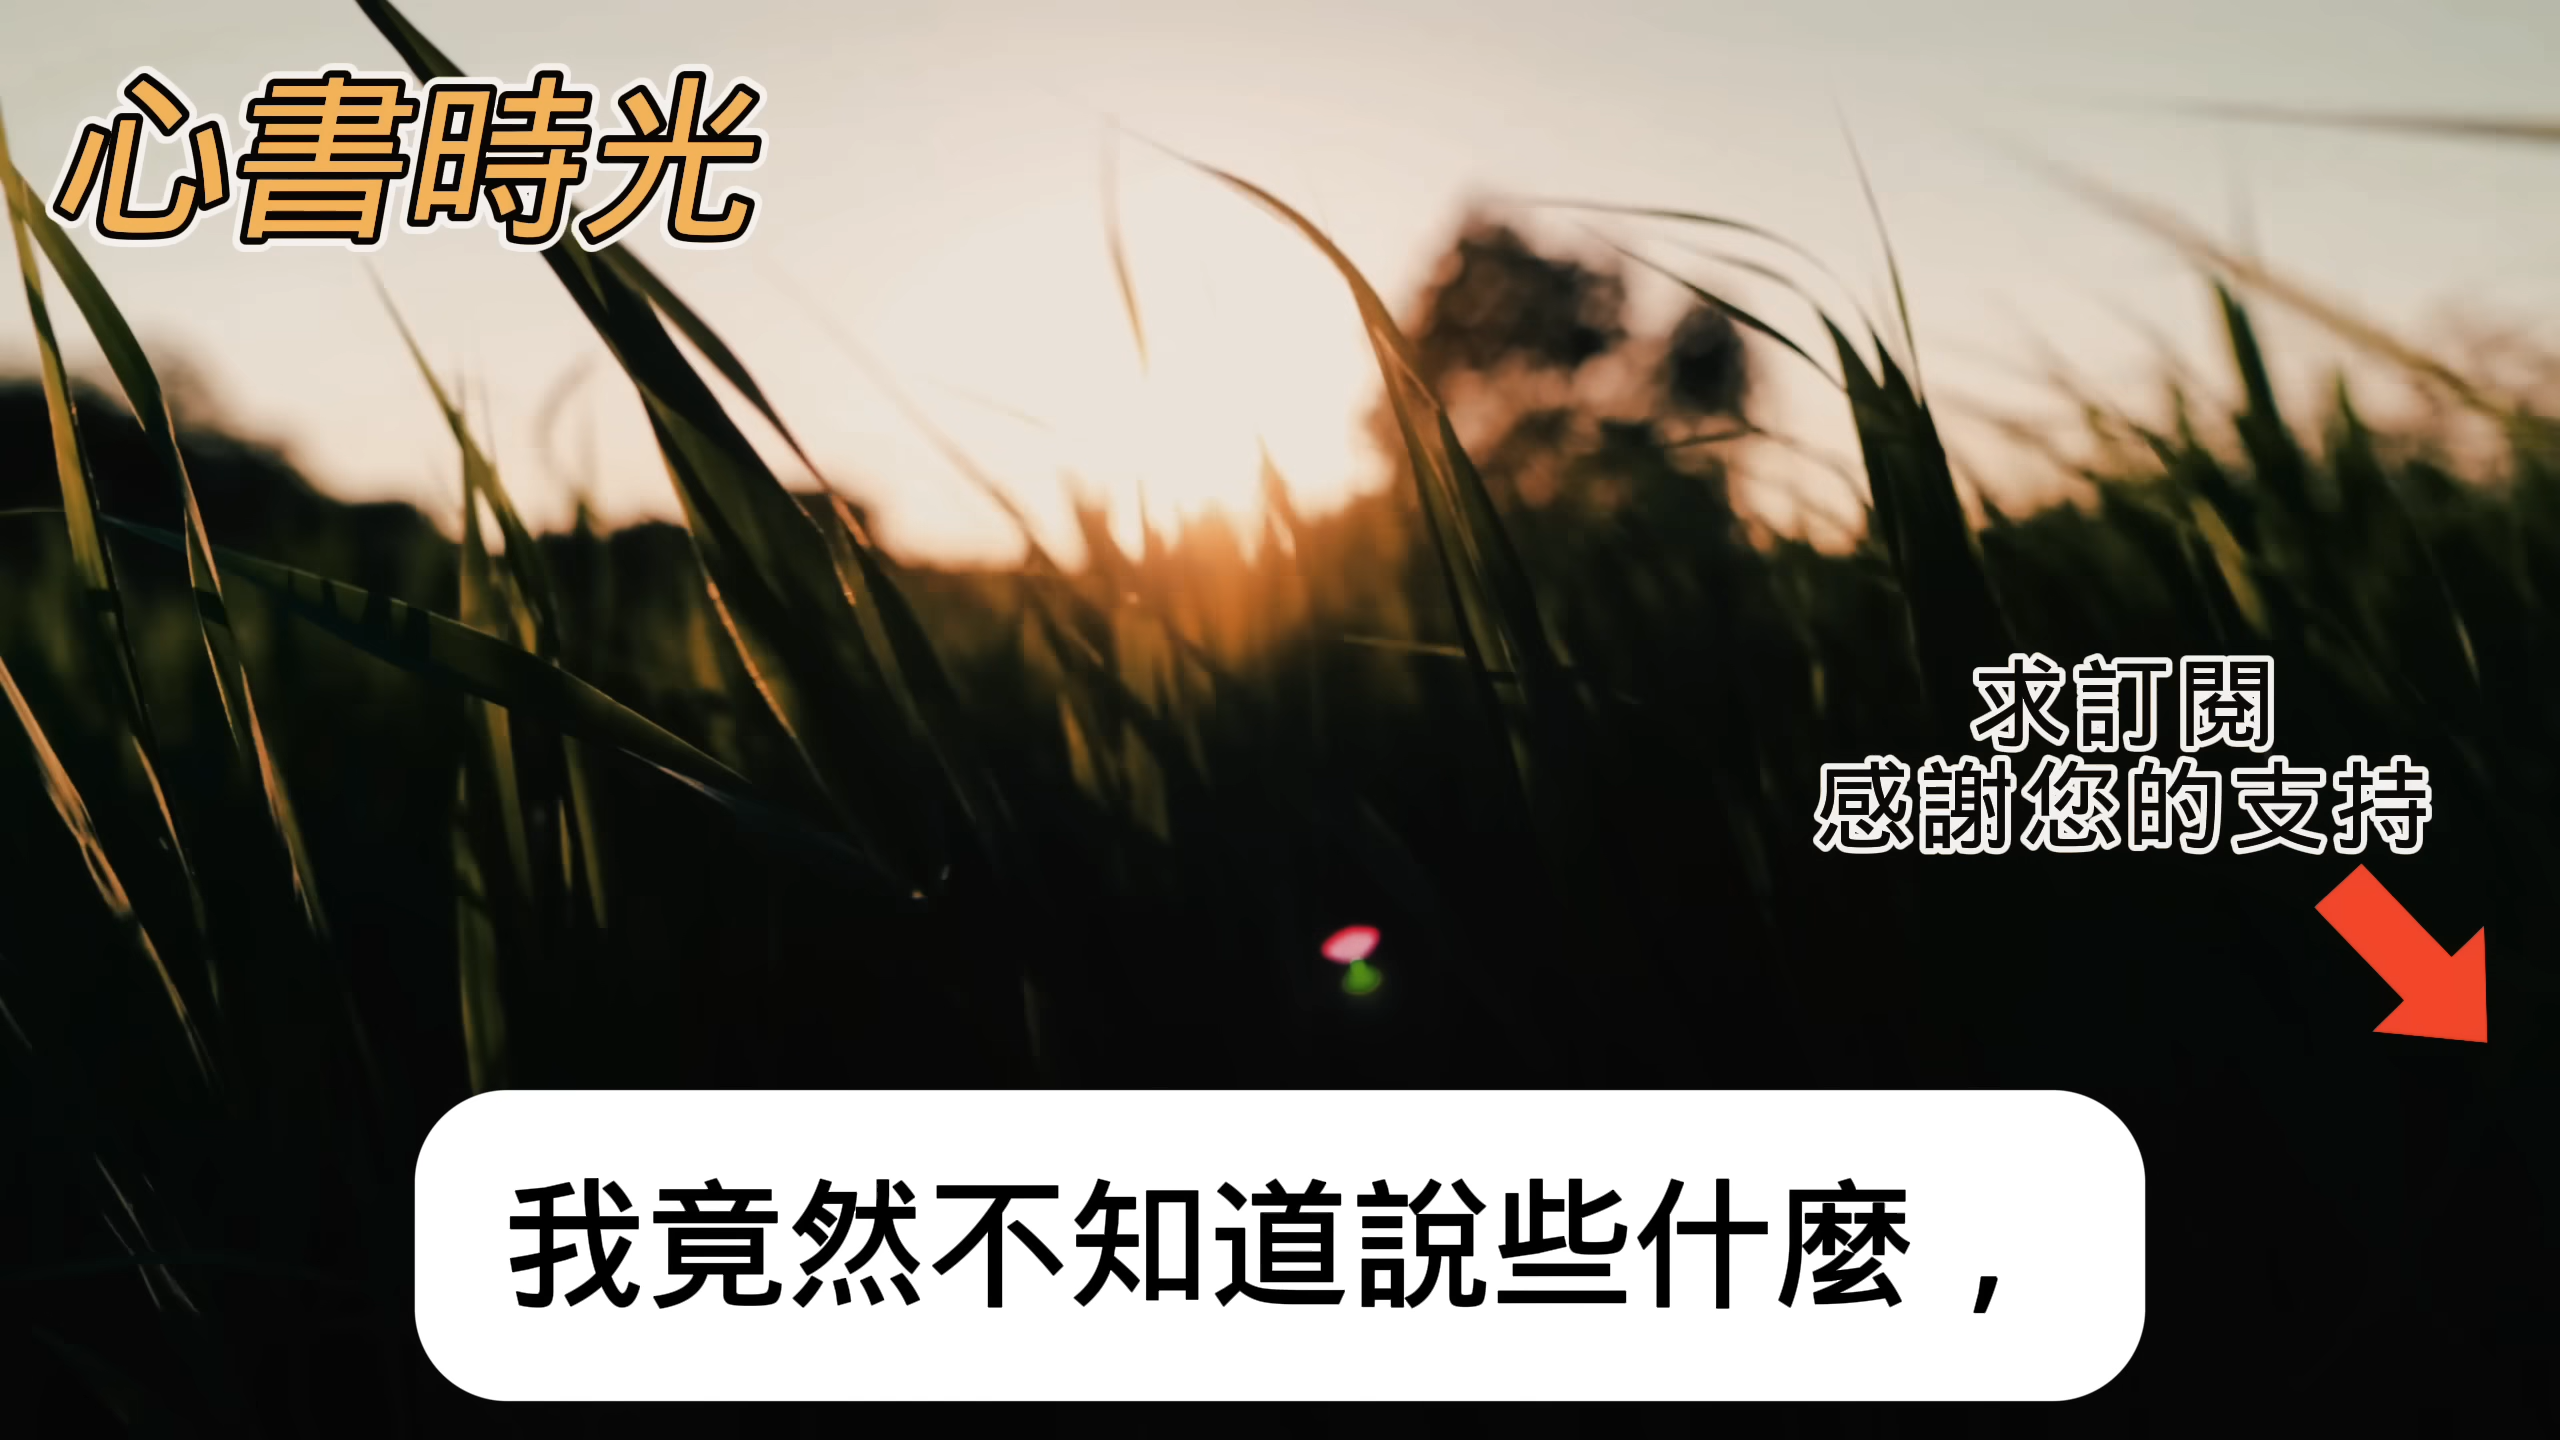 心書時光
求訂閱
感謝您的支持
我竟然不知道說些什麼，